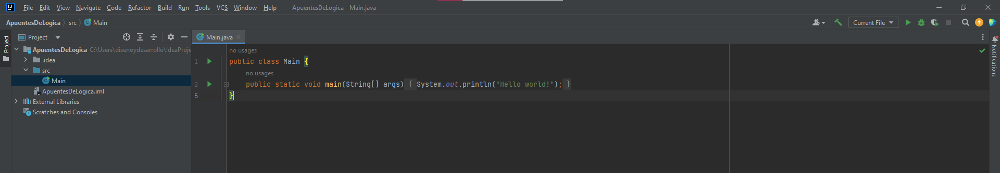 IJ File Edit View Navigate Code Refactor Build Run Tools VCS Window Help ApuentesDeLogica - Main.java
ApuentesDeLogica src Main Current File
Project
Project
ApuentesDeLogica C:\Users\disenoydesarrollo\IdeaProje
.idea
src
Main
ApuentesDeLogica.iml
External Libraries
Scratches and Consoles
Main.java
no usages
1 public class Main {
no usages
2 public static void main(String[] args) { System.out.println("Hello world!"); }
5 }
Notifications